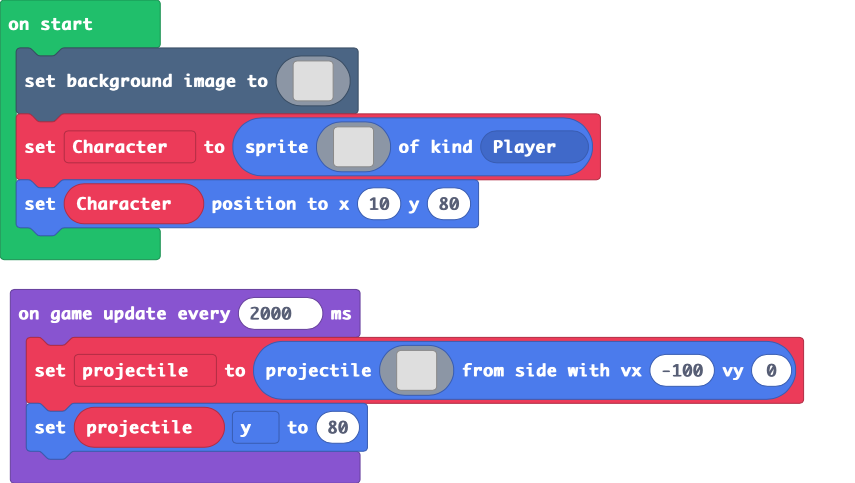 on start
set background image to
set Character to sprite of kind Player
set Character position to x 10 y 80
on game update every 2000 ms
set projectile to projectile from side with vx -100 vy 0
set projectile y to 80